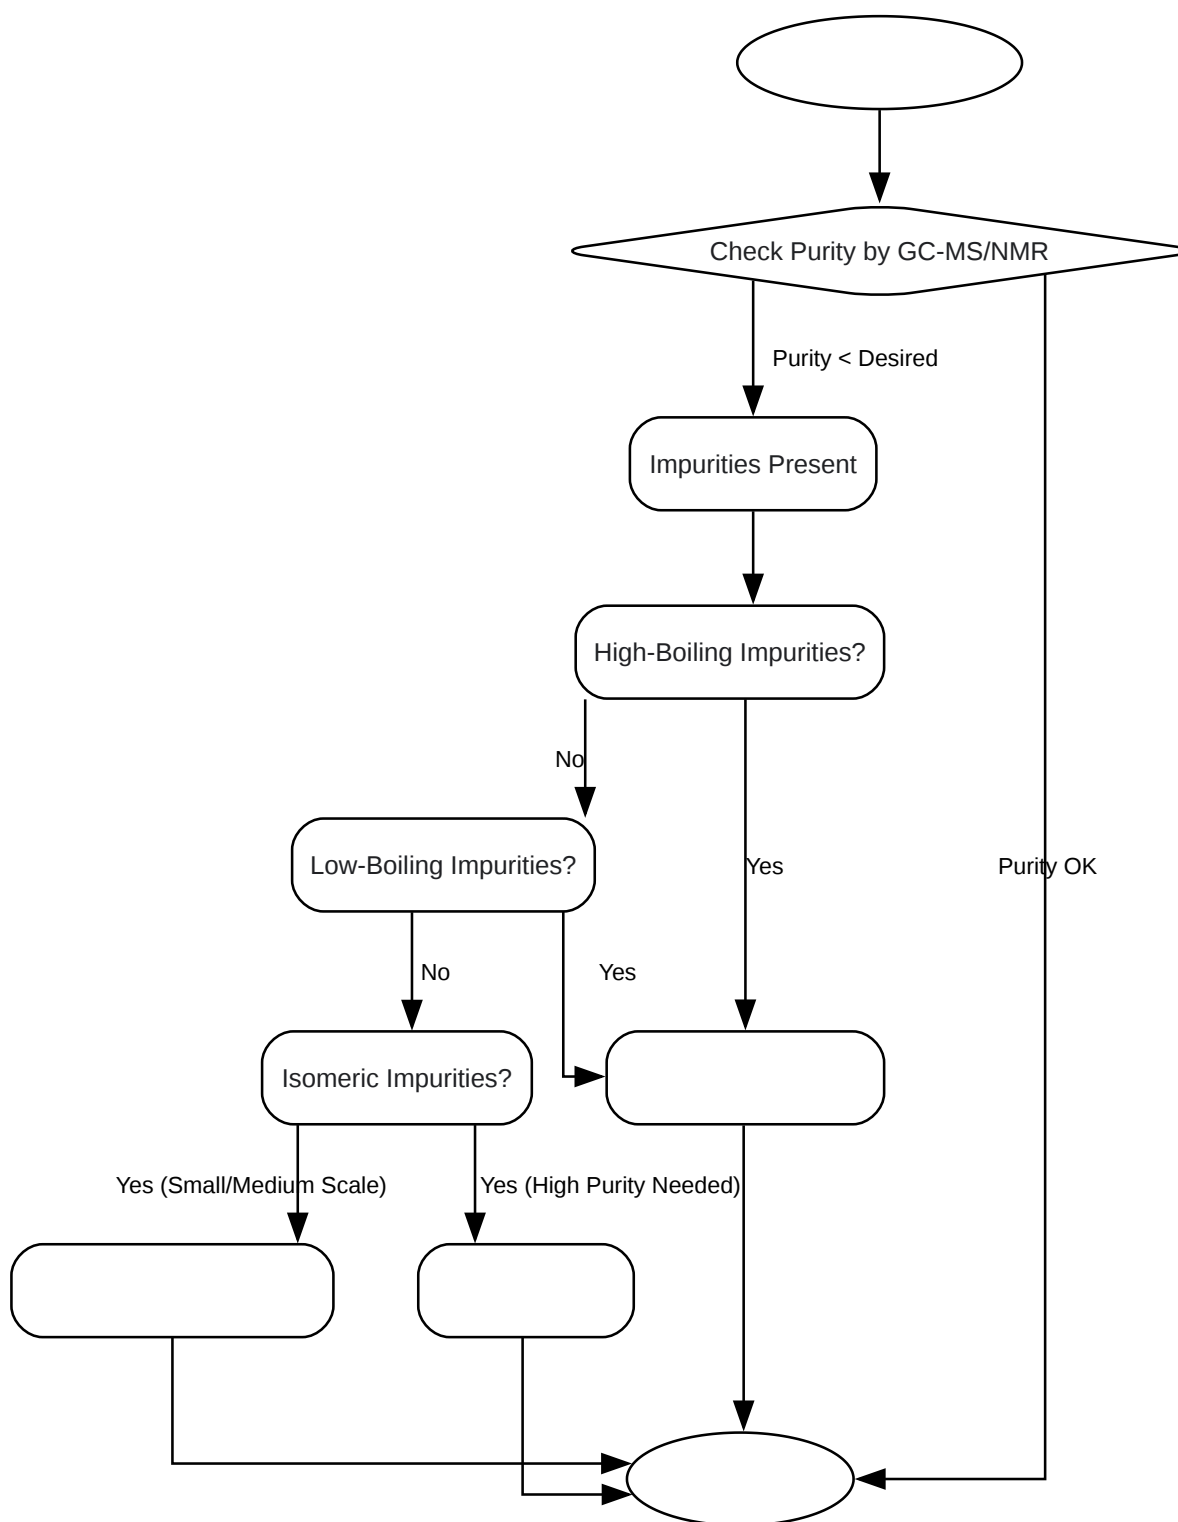 Check Purity by GC-MS/NMR
Purity < Desired
Impurities Present
High-Boiling Impurities?
No
Low-Boiling Impurities?
Yes
Purity OK
No
Yes
Isomeric Impurities?
Yes (Small/Medium Scale)
Yes (High Purity Needed)